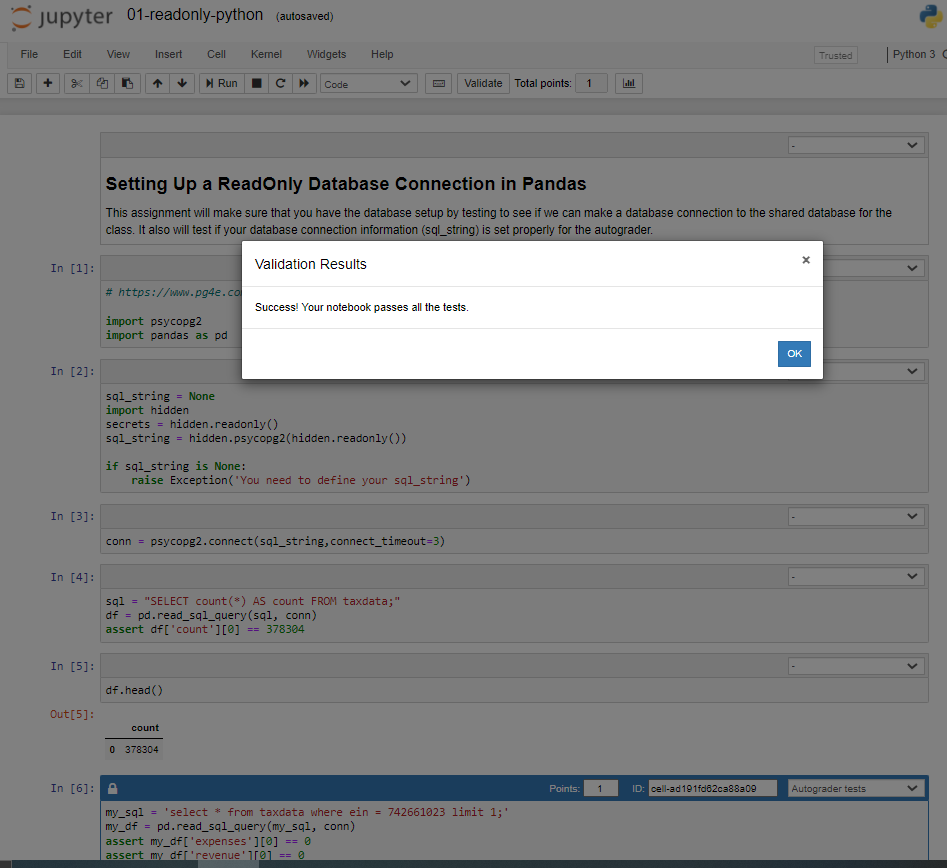 jupyter 01-readonly-python (autosaved)
File Edit View Insert Cell Kernel Widgets Help
Trusted Python 3
Run Code Validate Total points: 1
-
Setting Up a ReadOnly Database Connection in Pandas
This assignment will make sure that you have the database setup by testing to see if we can make a database connection to the shared database for the
class. It also will test if your database connection information (sql_string) is set properly for the autograder.
Validation Results ×
Success! Your notebook passes all the tests.
OK
In [1]:
# https://www.pg4e.co
import psycopg2
import pandas as pd
In [2]:
sql_string = None
import hidden
secrets = hidden.readonly()
sql_string = hidden.psycopg2(hidden.readonly())
if sql_string is None:
raise Exception('You need to define your sql_string')
In [3]:
-
conn = psycopg2.connect(sql_string,connect_timeout=3)
In [4]:
-
sql = "SELECT count(*) AS count FROM taxdata;"
df = pd.read_sql_query(sql, conn)
assert df['count'][0] == 378304
In [5]:
-
df.head()
Out[5]:
count
0 378304
In [6]:
Points: 1 ID: cell-ad191fd62ca88a09 Autograder tests
my_sql = 'select * from taxdata where ein = 742661023 limit 1;'
my_df = pd.read_sql_query(my_sql, conn)
assert my_df['expenses'][0] == 0
assert my_df['revenue'][0] == 0